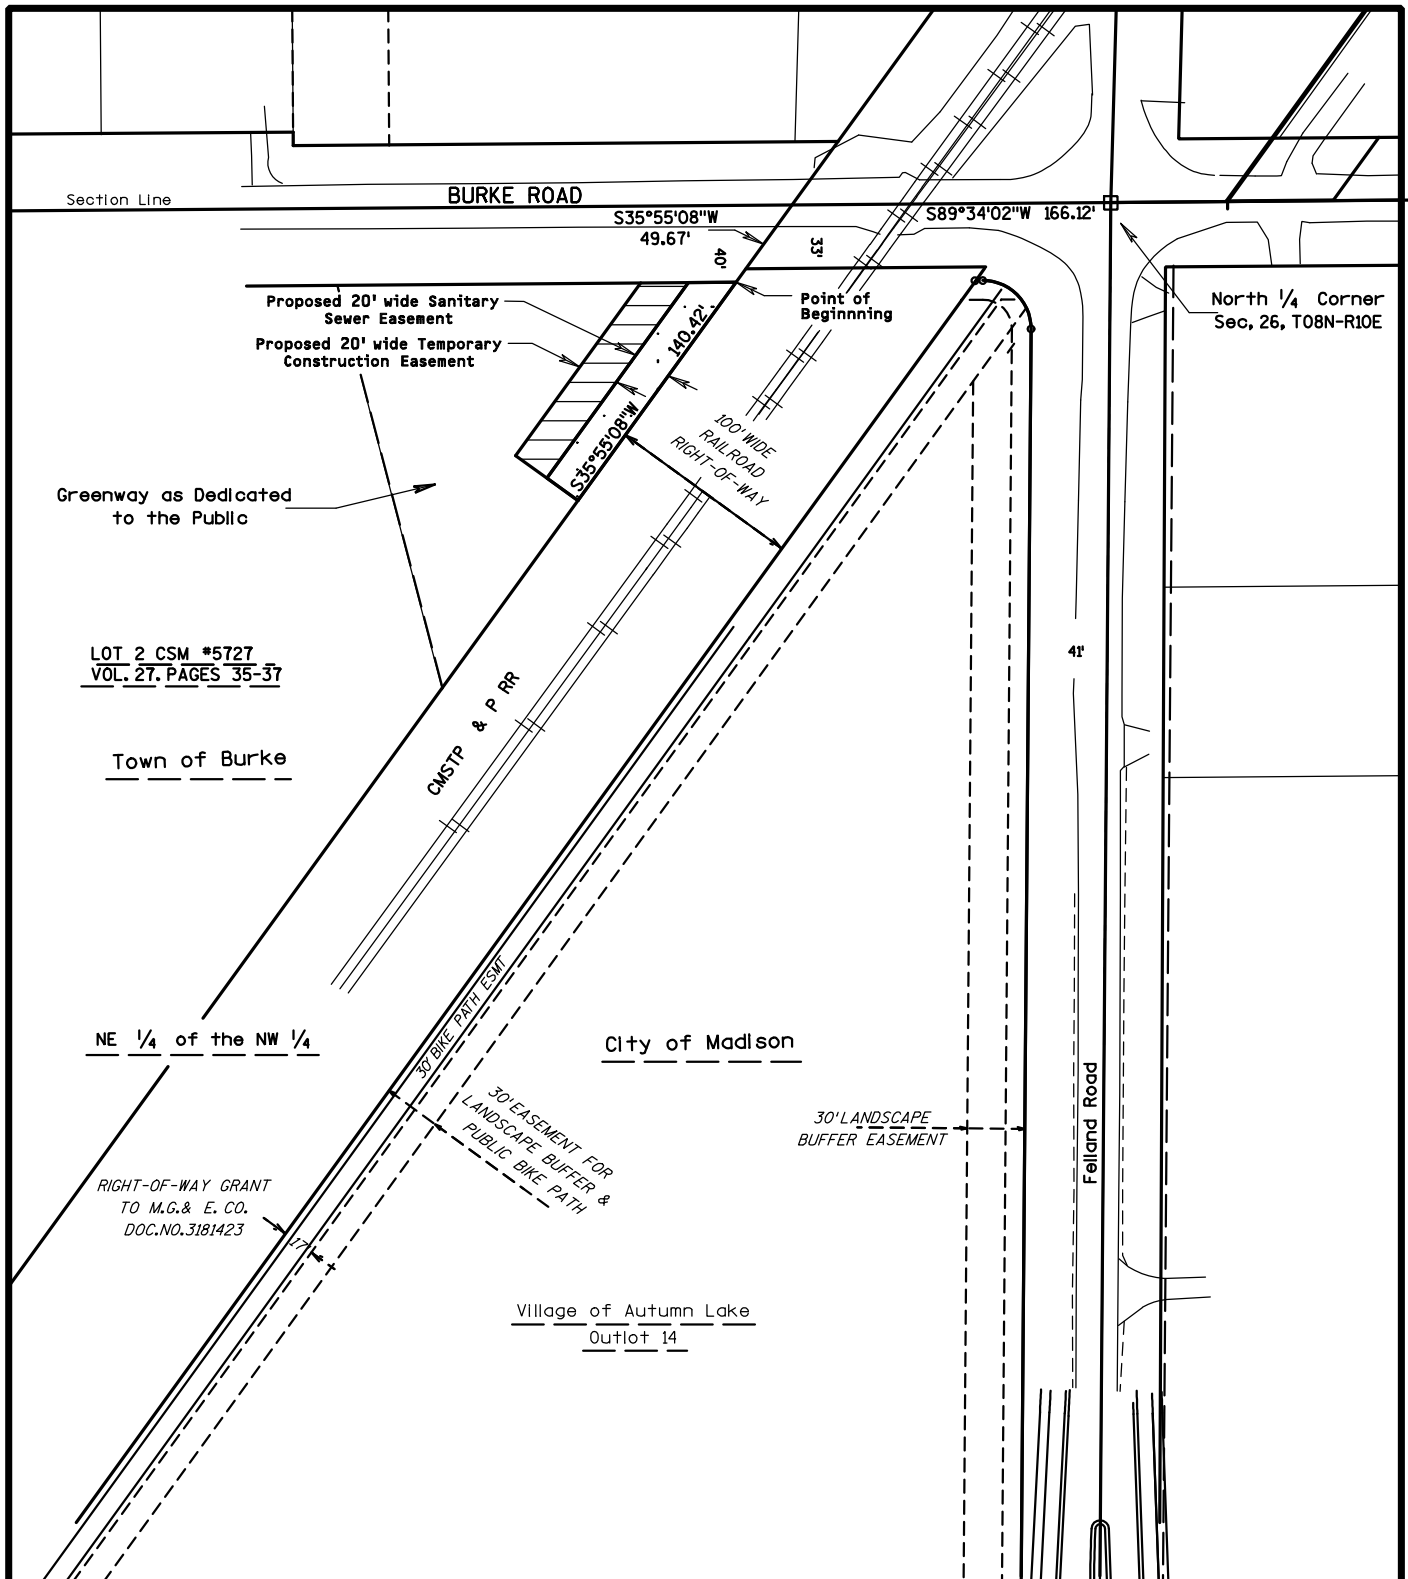 Section Line
BURKE ROAD
S35°55'08"W
49.67'
S89°34'02"W 166.12'
40'
33'
Proposed 20' wide Sanitary
Sewer Easement
Proposed 20' wide Temporary
Construction Easement
Point of
Beginnning
North 1/4 Corner
Sec, 26, T08N-R10E
140.42'
S35°55'08"W
100' WIDE
RAILROAD
RIGHT-OF-WAY
Greenway as Dedicated
to the Public
LOT 2 CSM #5727
VOL. 27. PAGES 35-37
Town of Burke
CMSTP & P RR
41'
NE 1/4 of the NW 1/4
30' BIKE PATH ESMT
City of Madison
30' EASEMENT FOR
LANDSCAPE BUFFER &
PUBLIC BIKE PATH
30' LANDSCAPE
BUFFER EASEMENT
Felland Road
RIGHT-OF-WAY GRANT
TO M.G.& E. CO.
DOC.NO.3181423
17'
Village of Autumn Lake
Outlot 14